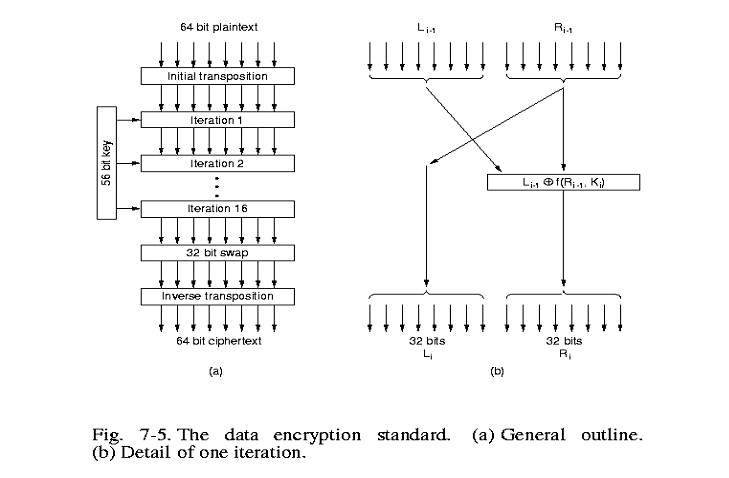 64 bit plaintext
Initial transposition
Iteration 1
56 bit key
Iteration 2
Iteration 16
32 bit swap
Inverse transposition
64 bit ciphertext
(a)
L i-1
R i-1
L i-1 ⊕ f(R i-1, K i)
32 bits
L i
32 bits
R i
(b)
Fig. 7-5. The data encryption standard. (a) General outline.
(b) Detail of one iteration.